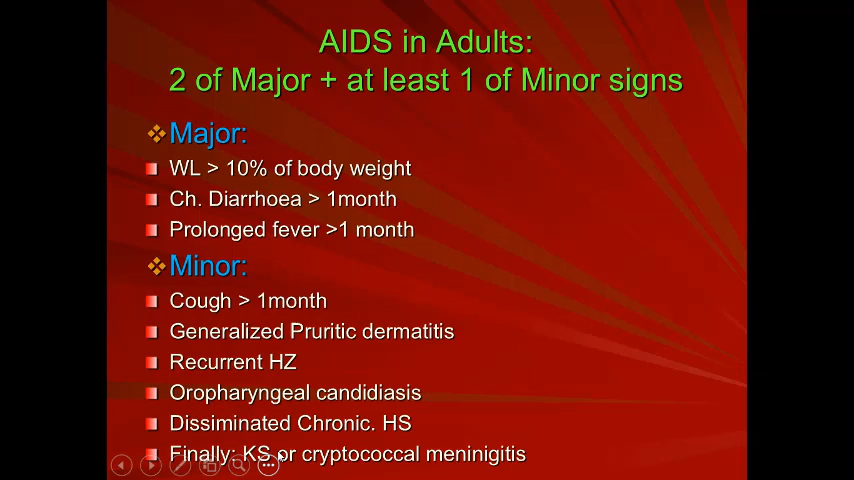 AIDS in Adults:
2 of Major + at least 1 of Minor signs
Major:
WL > 10% of body weight
Ch. Diarrhoea > 1month
Prolonged fever >1 month
Minor:
Cough > 1month
Generalized Pruritic dermatitis
Recurrent HZ
Oropharyngeal candidiasis
Dissiminated Chronic. HS
Finally: KS or cryptococcal meninigitis